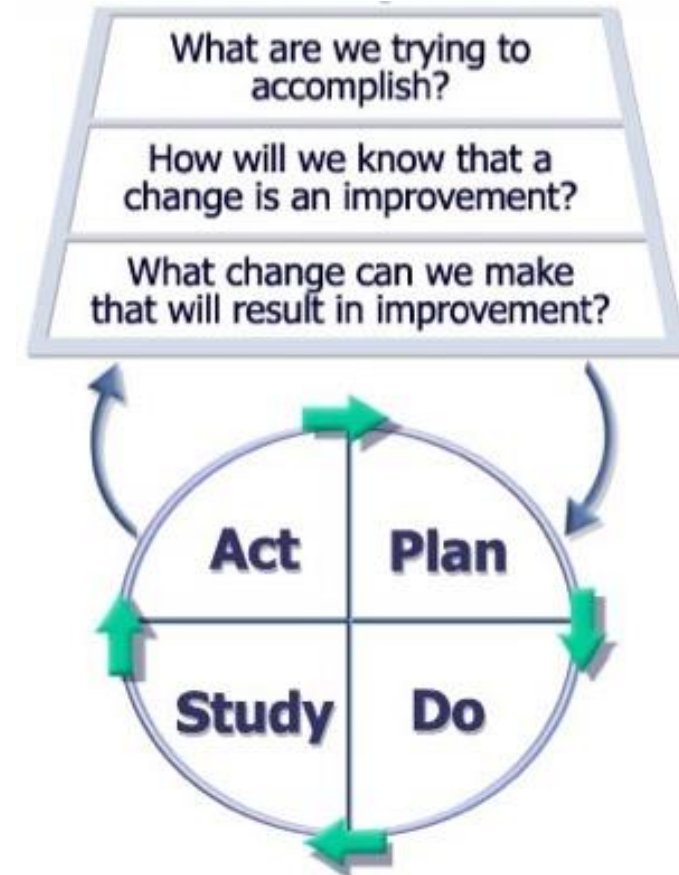 What are we trying to
accomplish?
How will we know that a
change is an improvement?
What change can we make
that will result in improvement?
Act
Plan
Study
Do